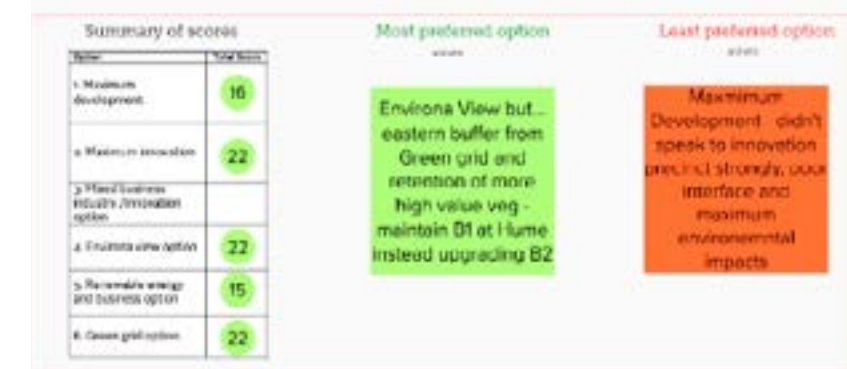 Summary of scores
Option
Total Score
1. Maximum
development
16
2. Maximum innovation
22
3. Mixed business
industry /innovation
option
4. Environa view option
22
5. Renewable energy
and business option
15
6. Green grid option
22
Most preferred option
Environa View but...
eastern buffer from
Green grid and
retention of more
high value veg -
maintain B1 at Hume
instead upgrading B2
Least preferred option
Maxmimum
Development didn't
speak to innovation
precinct strongly, poor
interface and
maximum
environemntal
impacts